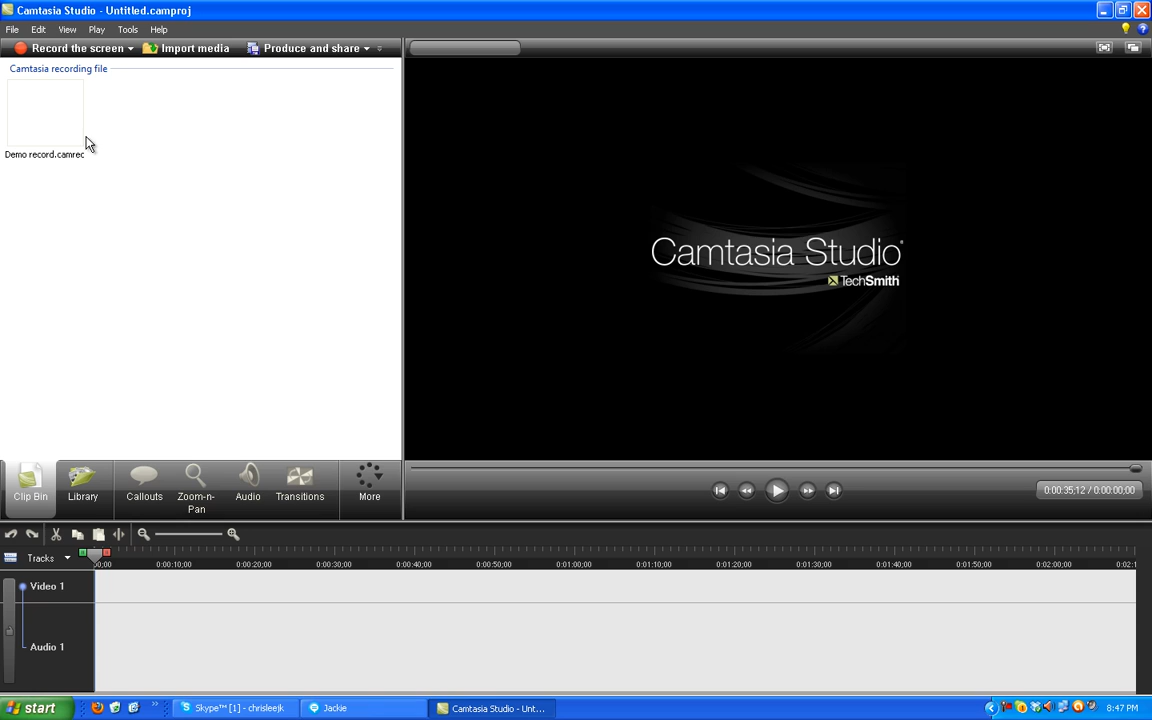 Camtasia Studio - Untitled.camproj
File Edit View Play Tools Help
Record the screen Import media Produce and share
Camtasia recording file
Demo record.camrec
Camtasia Studio®
TechSmith
Clip Bin Library Callouts Zoom-n-Pan Audio Transitions More
0:00:35;12 / 0:00:00;00
Tracks
00;00 0:00:10;00 0:00:20;00 0:00:30;00 0:00:40;00 0:00:50;00 0:01:00;00 0:01:10;00 0:01:20;00 0:01:30;00 0:01:40;00 0:01:50;00 0:02:00;00 0:02:1
Video 1
Audio 1
start Skype™ [1] - chrisleejk Jackie Camtasia Studio - Unt... 8:47 PM